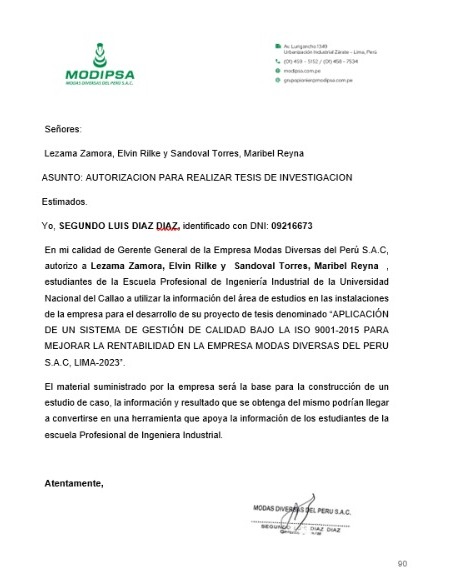 MODIPSA
MODAS DIVERSAS DEL PERU S.A.C.
Av. Lurigancho 1349
Urbanización Industrial Zárate - Lima, Perú
(01) 459 - 5152 / (01) 458 - 7534
modipsa.com.pe
Señores:
Lezama Zamora, Elvin Rilke y Sandoval Torres, Maribel Reyna
ASUNTO: AUTORIZACION PARA REALIZAR TESIS DE INVESTIGACION
Estimados.
Yo, SEGUNDO LUIS DIAZ DIAZ, identificado con DNI: 09216673
En mi calidad de Gerente General de la Empresa Modas Diversas del Perú S.A.C,
autorizo a Lezama Zamora, Elvin Rilke y Sandoval Torres, Maribel Reyna ,
estudiantes de la Escuela Profesional de Ingeniería Industrial de la Universidad
Nacional del Callao a utilizar la información del área de estudios en las instalaciones
de la empresa para el desarrollo de su proyecto de tesis denominado “APLICACIÓN
DE UN SISTEMA DE GESTIÓN DE CALIDAD BAJO LA ISO 9001-2015 PARA
MEJORAR LA RENTABILIDAD EN LA EMPRESA MODAS DIVERSAS DEL PERU
S.A.C, LIMA-2023”.
El material suministrado por la empresa será la base para la construcción de un
estudio de caso, la información y resultado que se obtenga del mismo podrían llegar
a convertirse en una herramienta que apoya la información de los estudiantes de la
escuela Profesional de Ingeniera Industrial.
Atentamente,
MODAS DIVERSAS DEL PERU S.A.C.
SEGUNDO DIAZ DIAZ
90